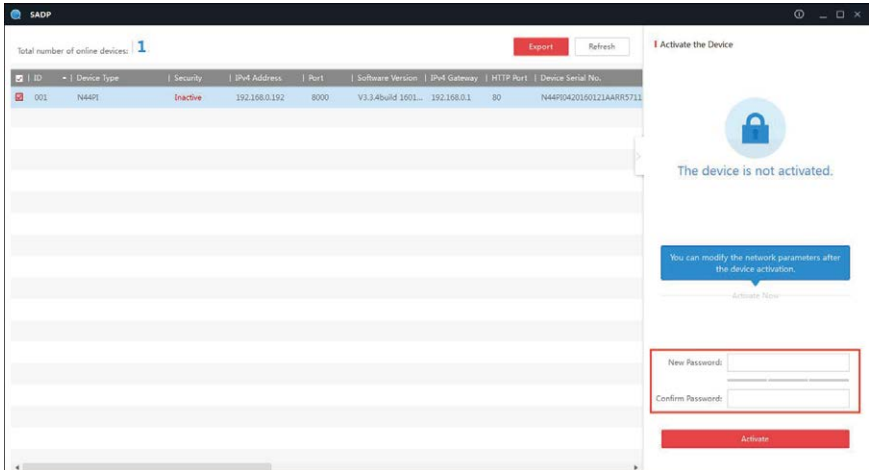 SADP
Total number of online devices: 1
Export
Refresh
ID | Device Type | Security | IPv4 Address | Port | Software Version | IPv4 Gateway | HTTP Port | Device Serial No.
001 N44PI Inactive 192.168.0.192 8000 V3.3.4build 1601... 192.168.0.1 80 N44PI0420160121AARR5711
Activate the Device
The device is not activated.
You can modify the network parameters after
the device activation.
Activate Now
New Password:
Confirm Password:
Activate